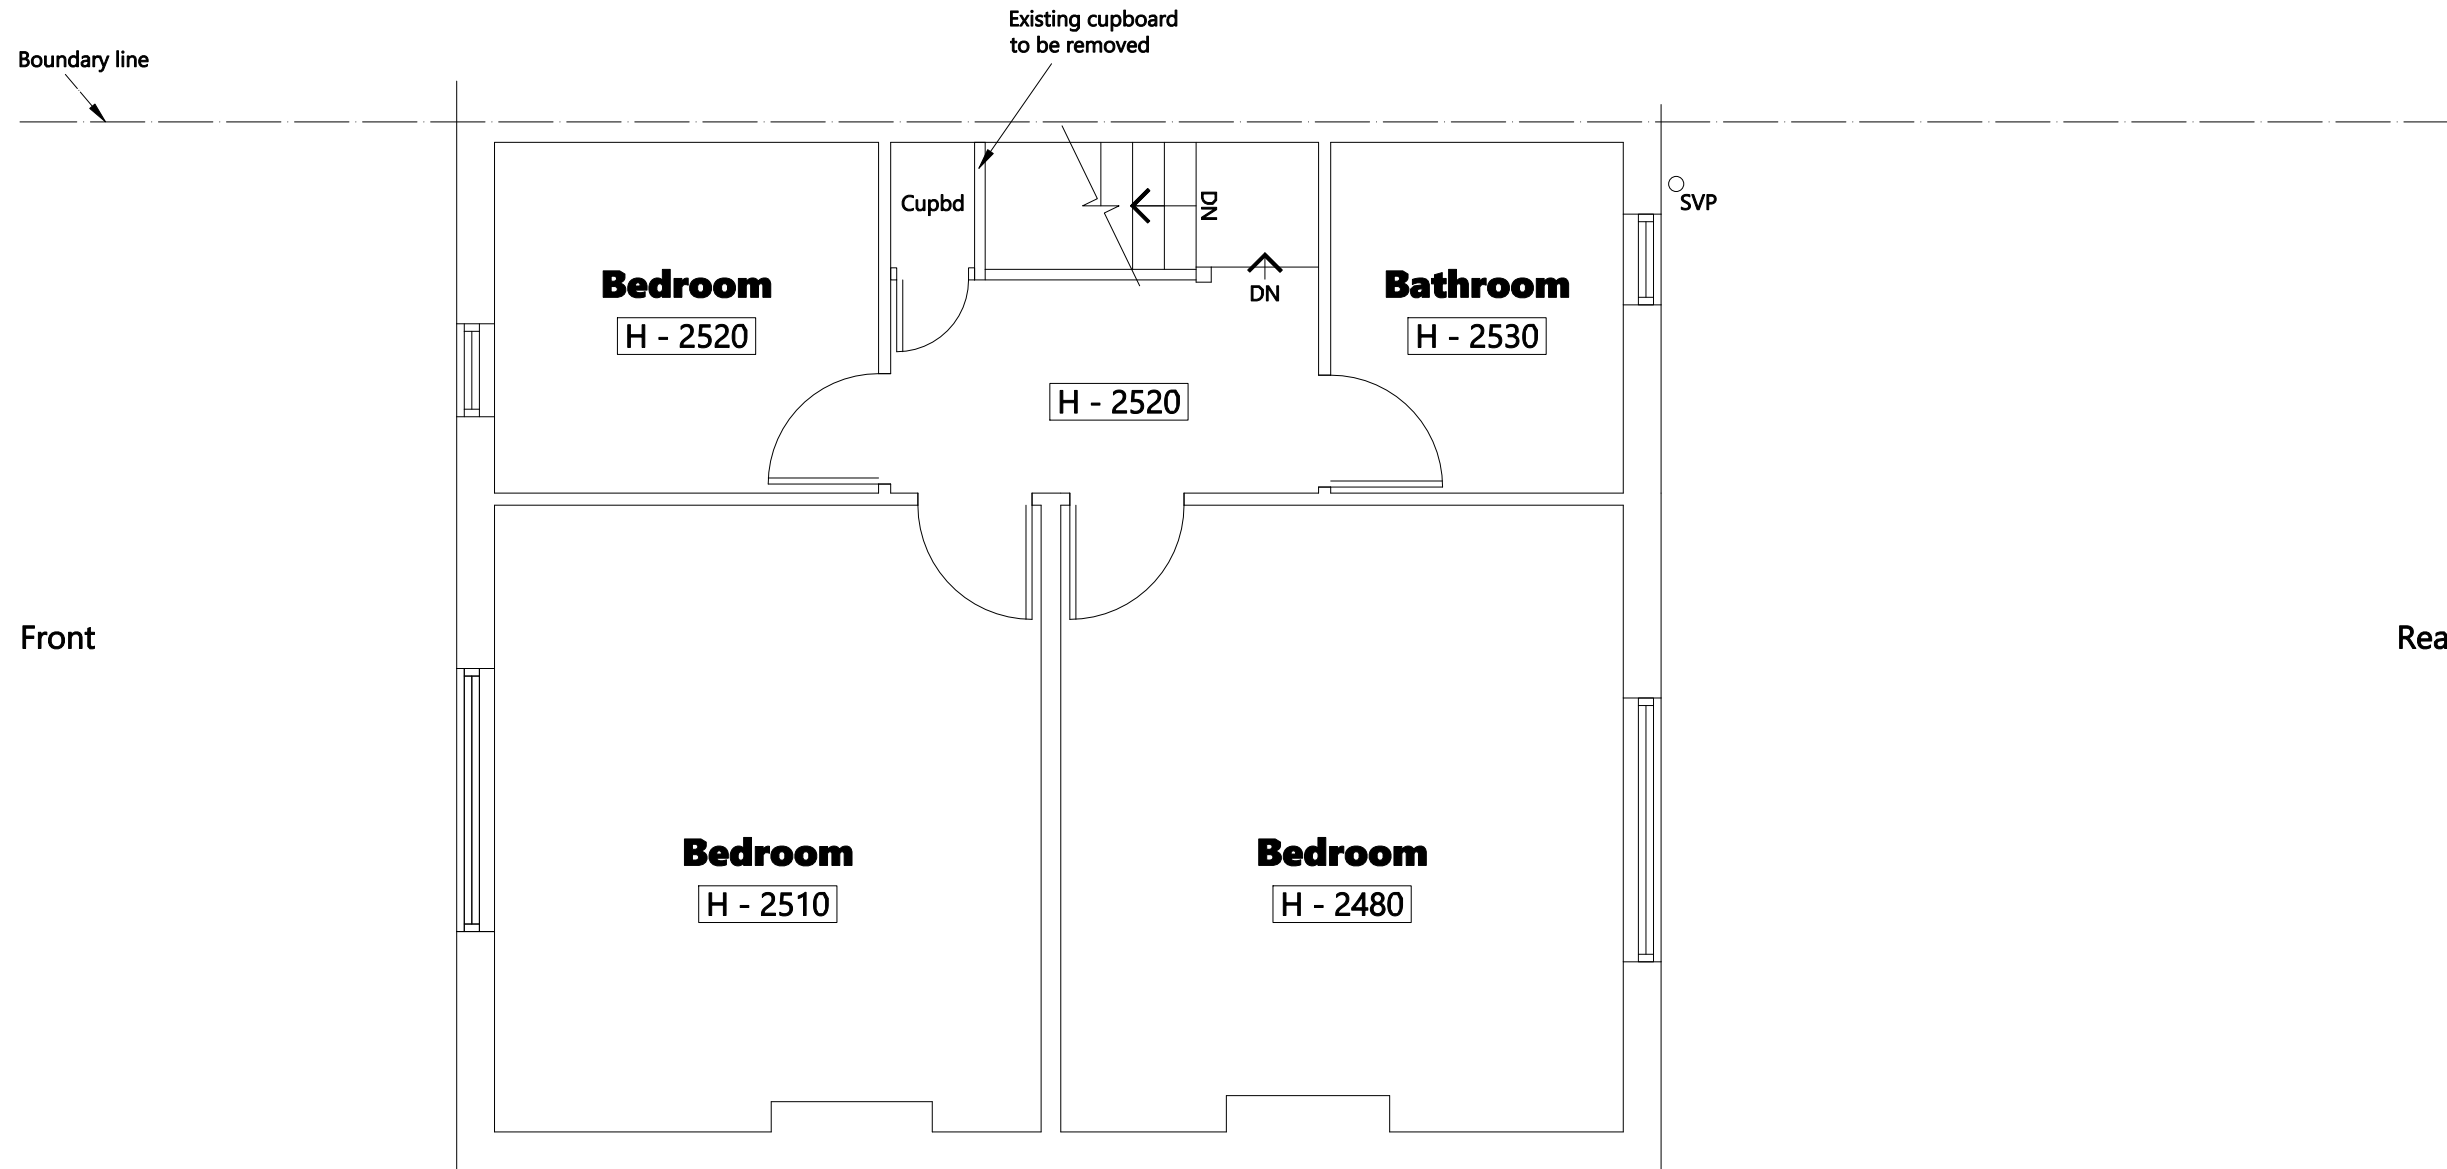 Existing cupboard
to be removed
Boundary line
Cupbd
DN
SVP
Bedroom
H - 2520
DN
Bathroom
H - 2530
H - 2520
Front
Rea
Bedroom
H - 2510
Bedroom
H - 2480